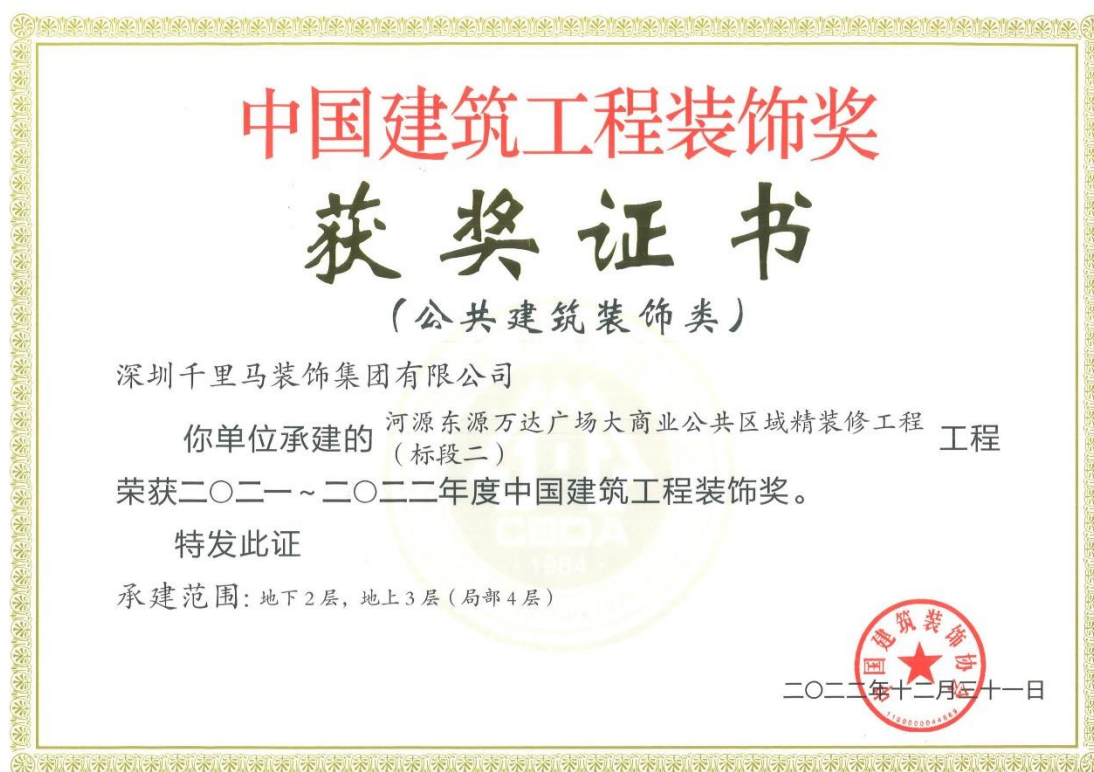 中国建筑工程装饰奖
获奖证书
(公共建筑装饰类)
深圳千里马装饰集团有限公司
你单位承建的 河源东源万达广场大商业公共区域精装修工程(标段二) 工程
荣获二〇二一~二〇二二年度中国建筑工程装饰奖。
特发此证
承建范围: 地下2层, 地上3层(局部4层)
CBDA
·1984·
中国建筑装饰协会
二〇二二年十二月三十一日